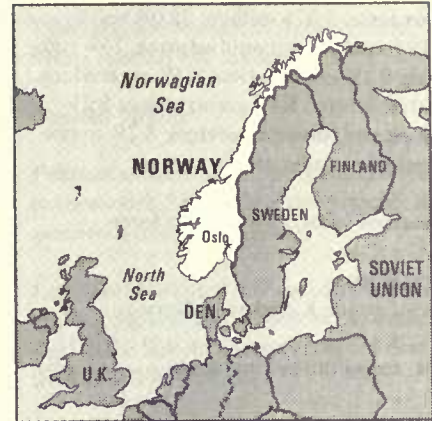 Norwegian
Sea
NORWAY
FINLAND
SWEDEN
Oslo
North
Sea
SOVIET
UNION
DEN.
U.K.